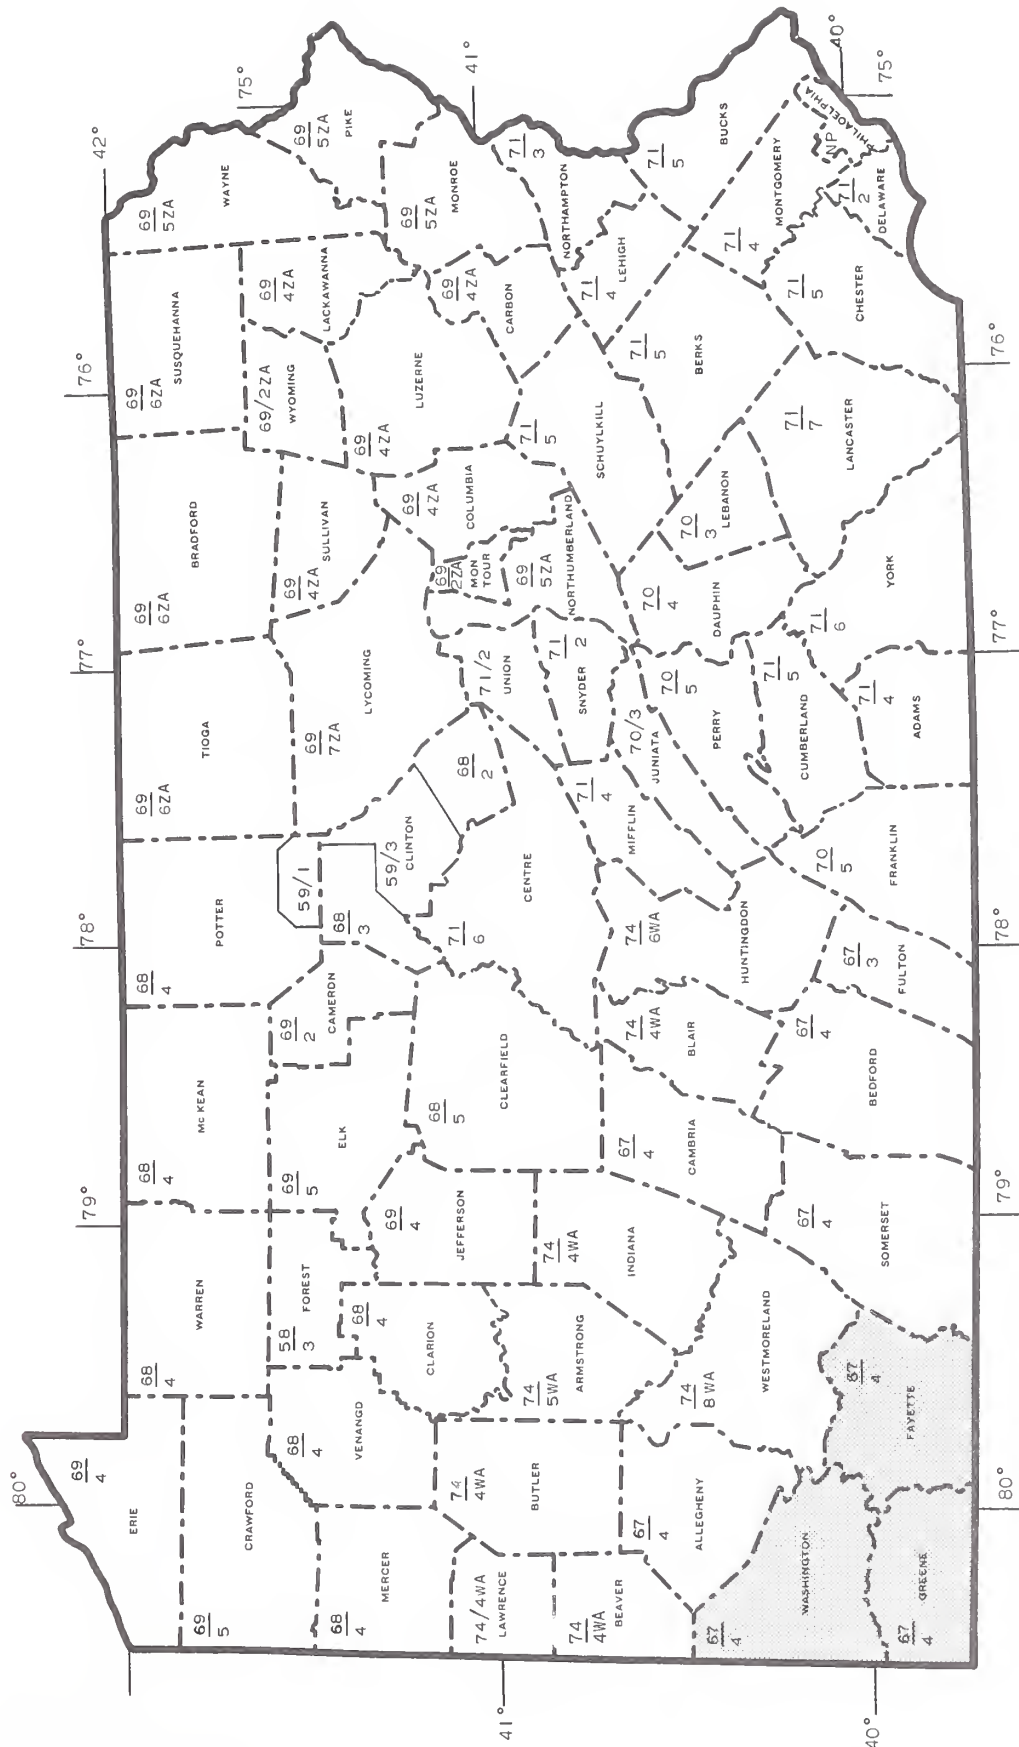 80°
79°
78°
77°
76°
42°
75°
41°
40°
75°
ERIE
69
4
CRAWFORD
69
5
WARREN
68
4
Mc KEAN
68
4
POTTER
68
4
TIOGA
69
6ZA
BRADFORD
69
6ZA
SUSQUEHANNA
69
6ZA
WAYNE
69
5ZA
PIKE
69
5ZA
MERCER
68
4
VENANGO
68
4
FOREST
58
3
ELK
69
5
CAMERON
69
2
59/1
68
3
59/3
CLINTON
68
2
LYCOMING
69
7ZA
SULLIVAN
69
4ZA
69/2ZA
WYOMING
69
4ZA
LACKAWANNA
LUZERNE
69
4ZA
MONROE
69
5ZA
CLARION
68
4
JEFFERSON
69
4
CLEARFIELD
68
5
CENTRE
71
6
71/2
UNION
69
2ZA
MON
TOUR
69
4ZA
COLUMBIA
69
4ZA
CARBON
71
3
NORTHAMPTON
74/4WA
LAWRENCE
74
4WA
BUTLER
74
5WA
ARMSTRONG
74
4WA
INDIANA
71
2
SNYDER
69
5ZA
NORTHUMBERLAND
71
5
SCHUYLKILL
71
4
LEHIGH
74
4WA
BEAVER
67
4
ALLEGHENY
74
8WA
WESTMORELAND
67
4
CAMBRIA
74
4WA
BLAIR
74
6WA
HUNTINGDON
71
4
MIFFLIN
70/3
JUNIATA
70
5
PERRY
70
4
DAUPHIN
70
3
LEBANON
71
5
BERKS
71
5
BUCKS
71
4
MONTGOMERY
NP
PHILADELPHIA
67
4
WASHINGTON
67
4
GREENE
67
4
FAYETTE
67
4
SOMERSET
67
4
BEDFORD
67
3
FULTON
70
5
FRANKLIN
71
5
CUMBERLAND
71
4
ADAMS
71
6
YORK
71
7
LANCASTER
71
5
CHESTER
71
2
DELAWARE
41°
40°
80°
79°
78°
77°
76°